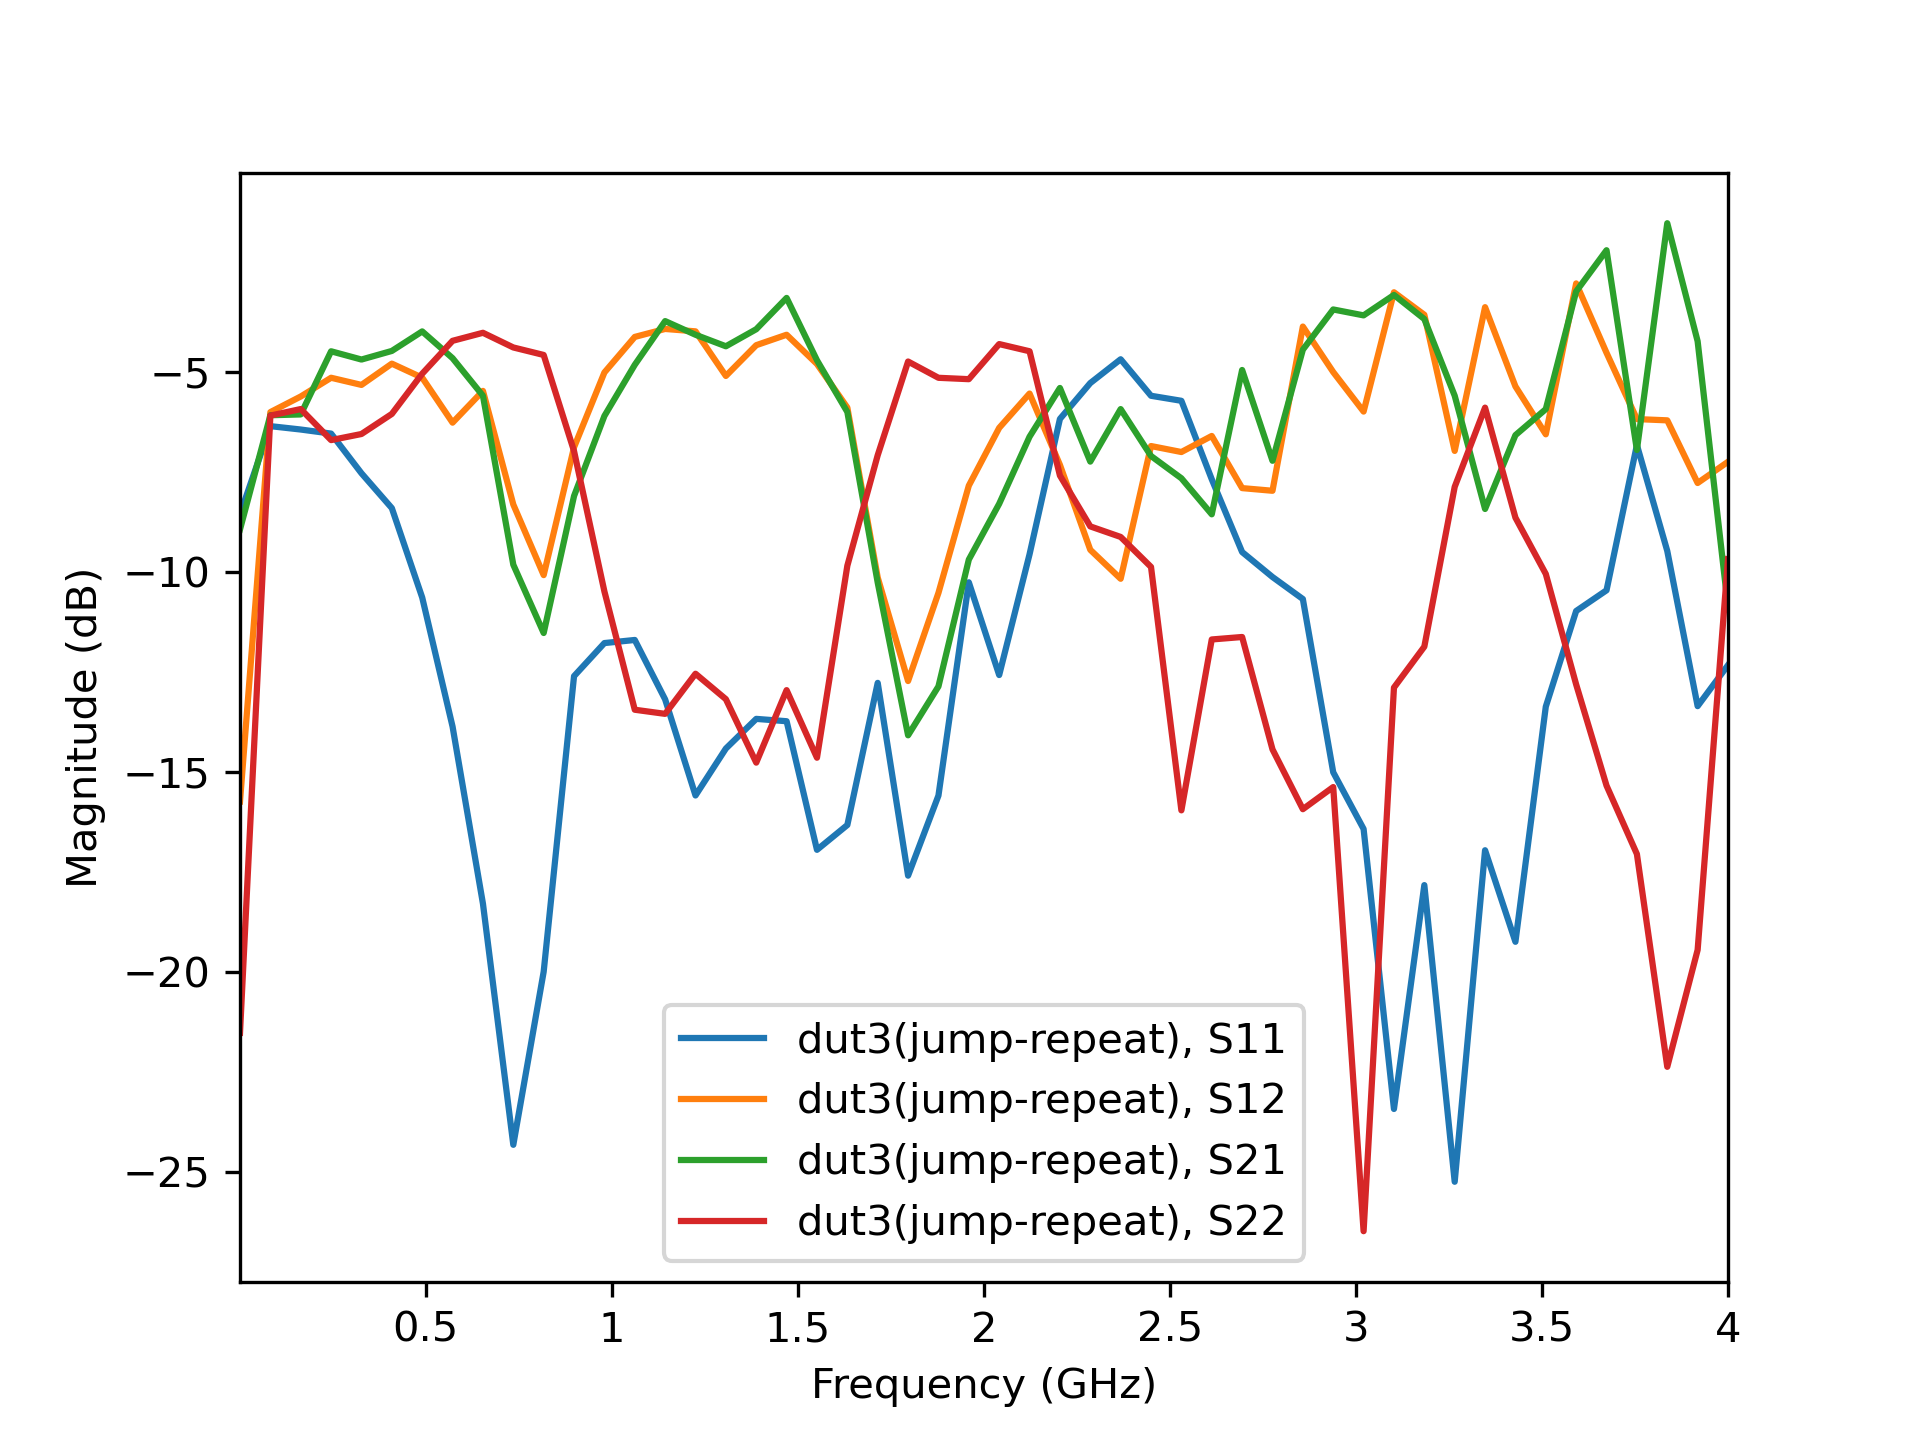 Magnitude (dB)
−5
−10
−15
−20
−25
dut3(jump-repeat), S11
dut3(jump-repeat), S12
dut3(jump-repeat), S21
dut3(jump-repeat), S22
0.5 1 1.5 2 2.5 3 3.5 4
Frequency (GHz)